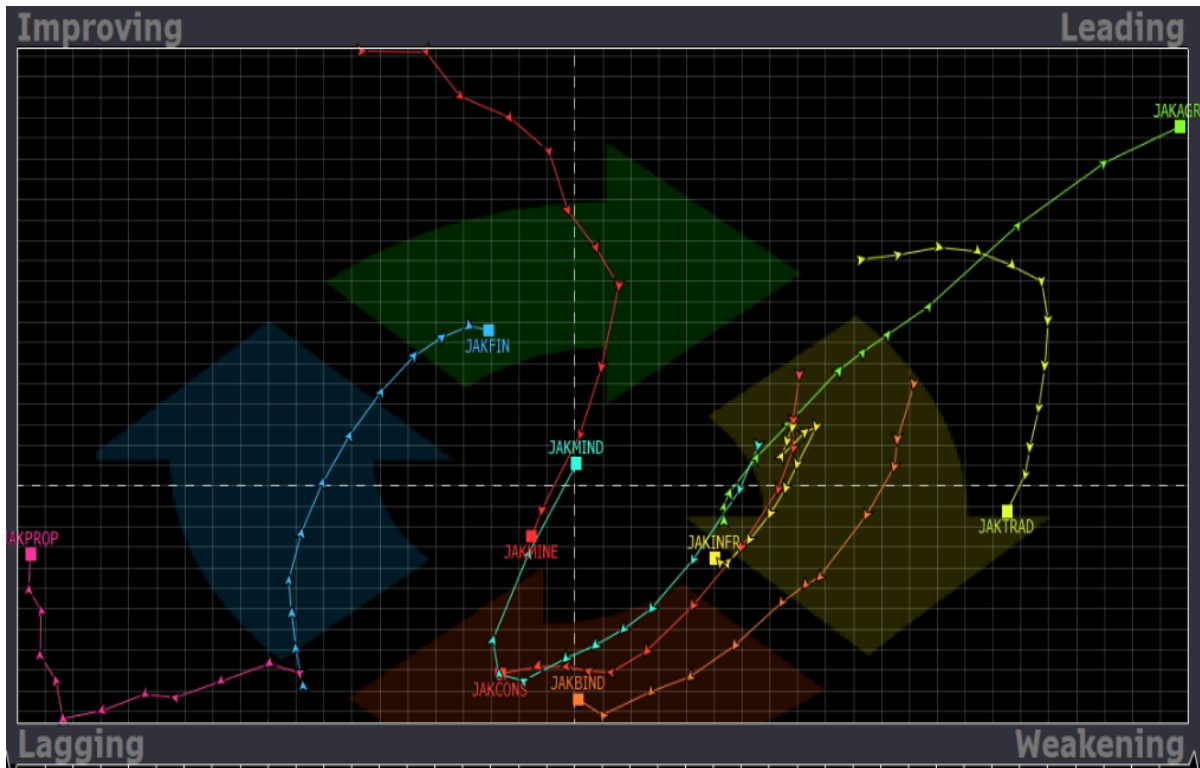 Improving
Leading
JAKAGR
JAKFIN
JAKMIND
JAKTRAD
JAKPROP
JAKMINE
JAKINFR
JAKCONS
JAKBIND
Lagging
Weakening